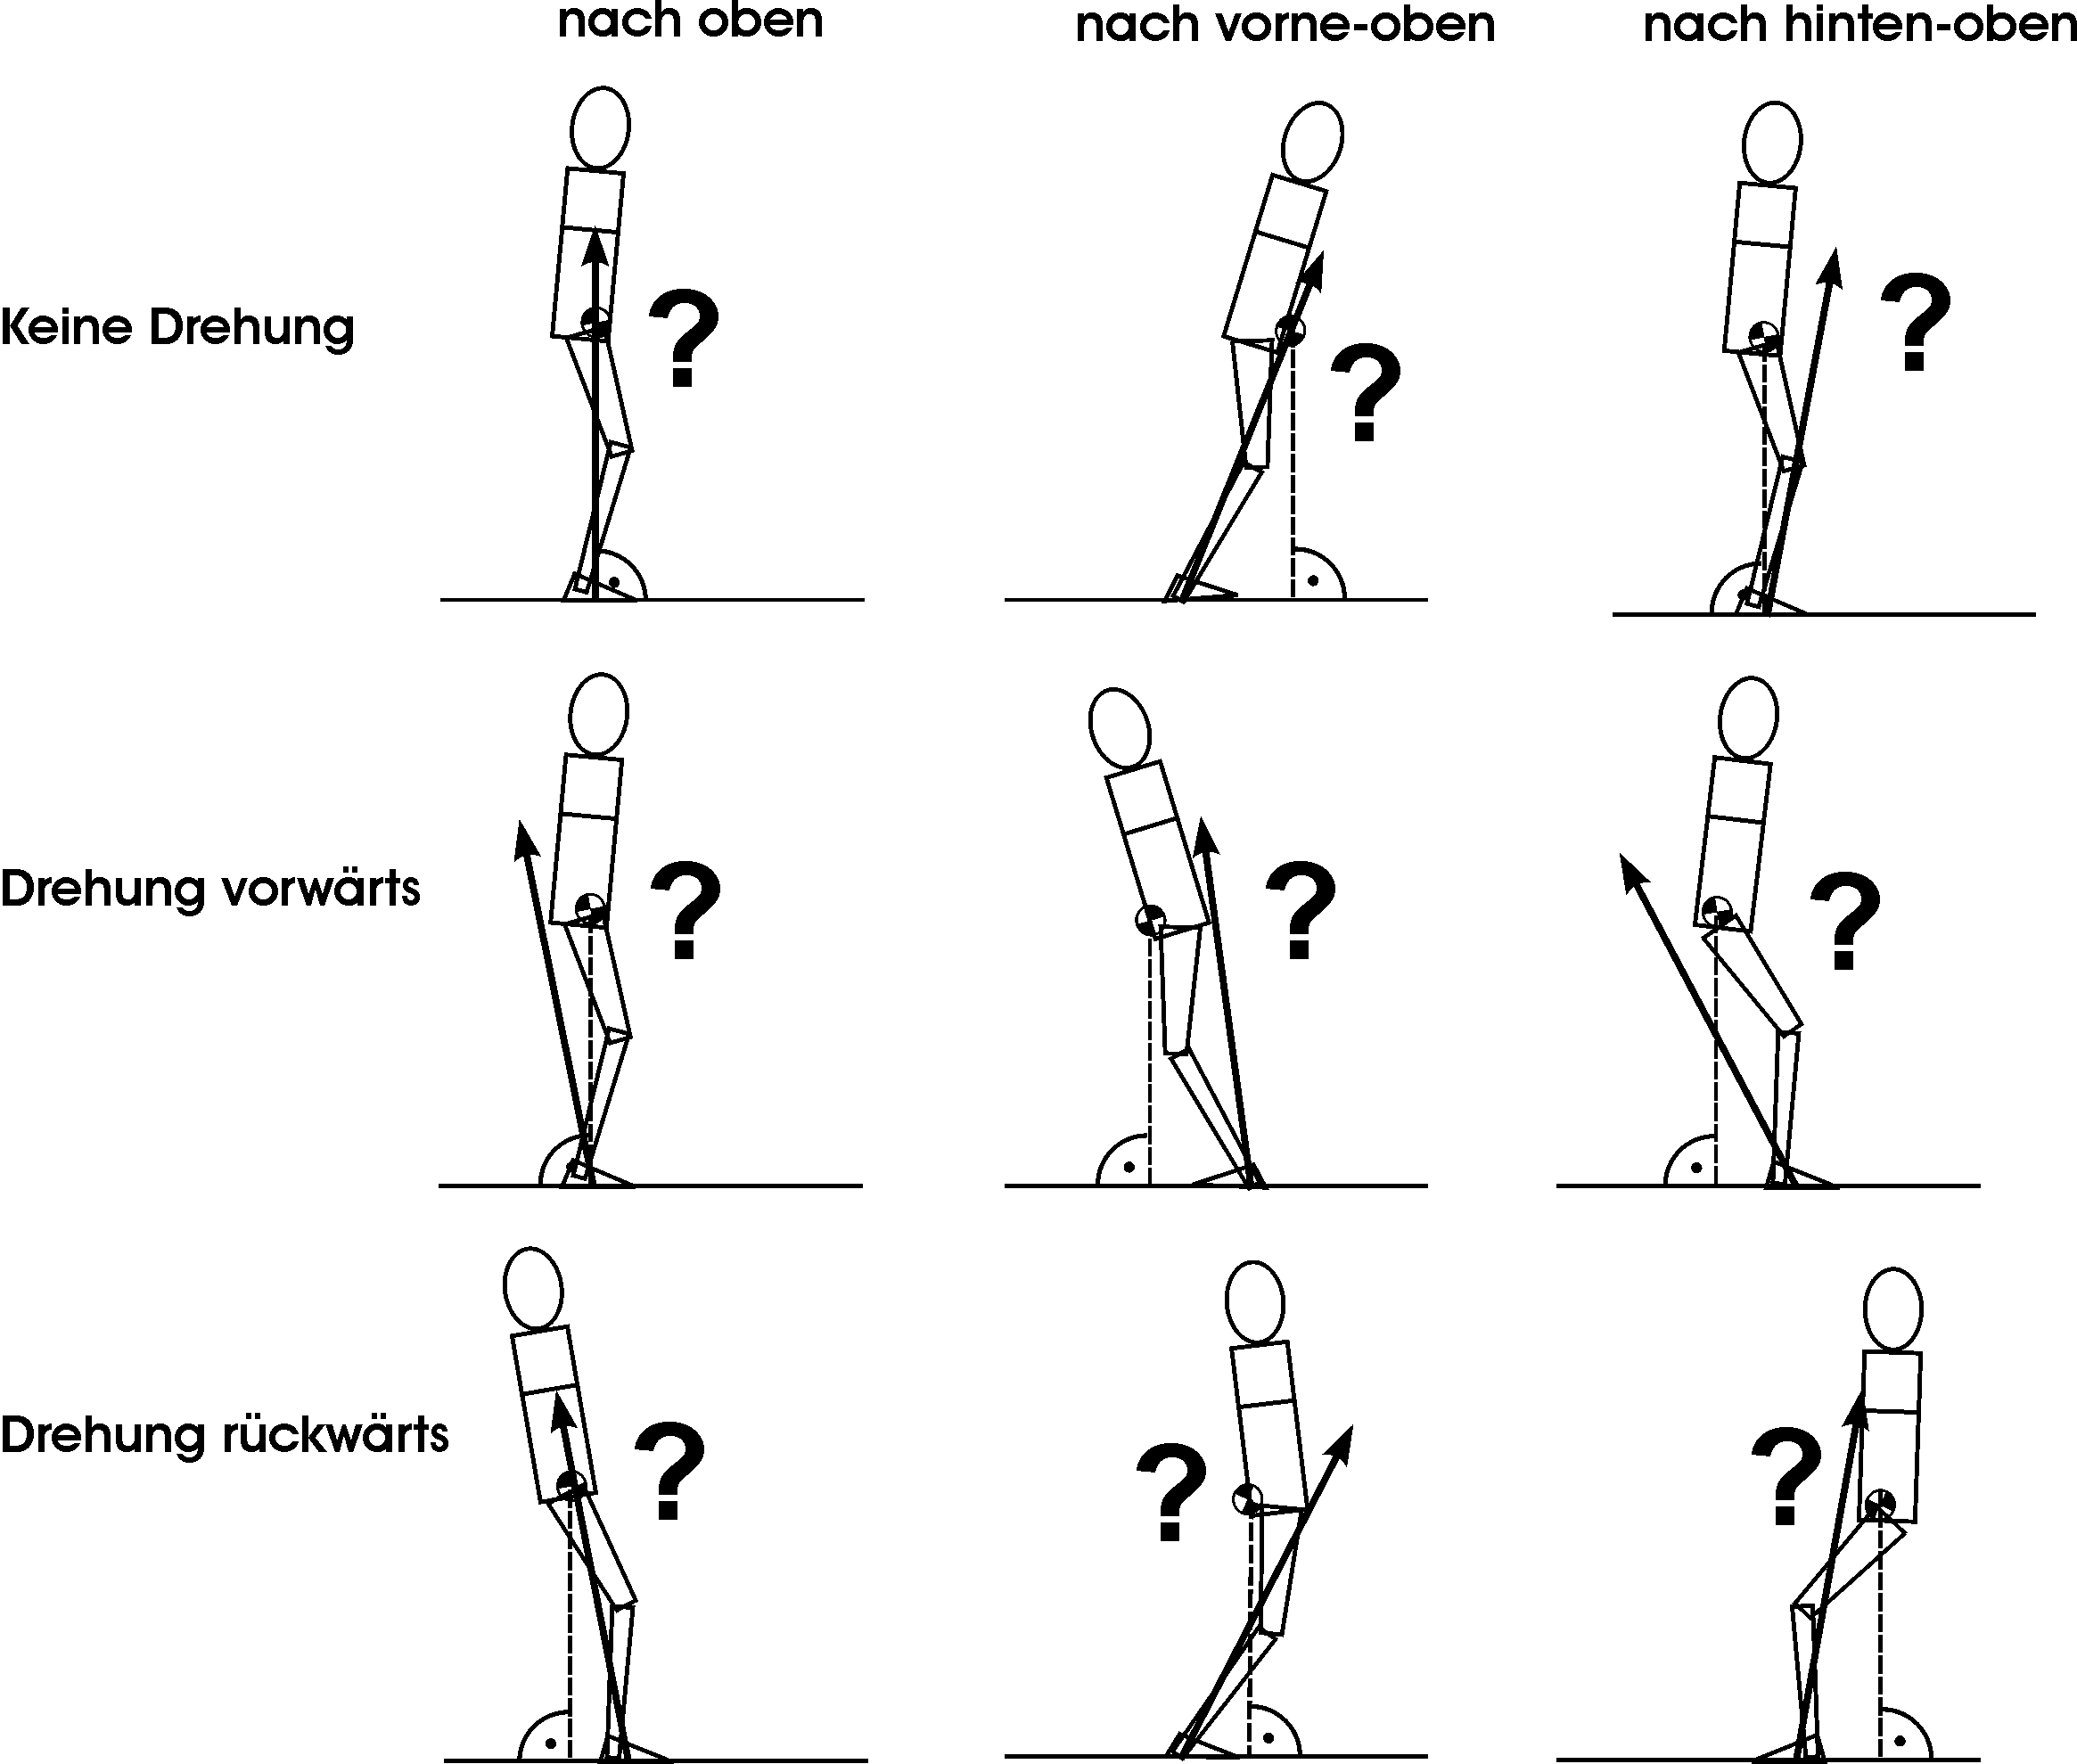 nach oben
nach vorne-oben
nach hinten-oben
?
?
?
Keine Drehung
?
?
?
Drehung vorwärts
?
?
?
Drehung rückwärts